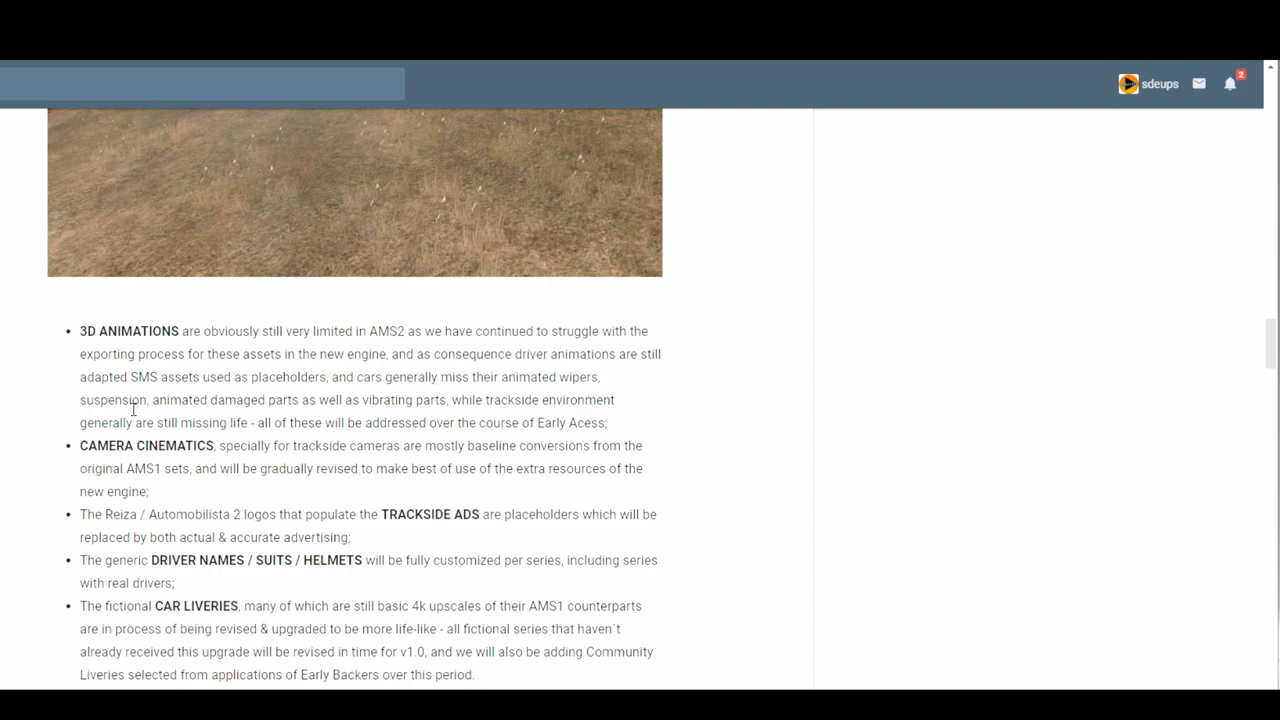 sdeups
2
3D ANIMATIONS are obviously still very limited in AMS2 as we have continued to struggle with the
exporting process for these assets in the new engine, and as consequence driver animations are still
adapted SMS assets used as placeholders, and cars generally miss their animated wipers,
suspension, animated damaged parts as well as vibrating parts, while trackside environment
generally are still missing life - all of these will be addressed over the course of Early Acess;
CAMERA CINEMATICS, specially for trackside cameras are mostly baseline conversions from the
original AMS1 sets, and will be gradually revised to make best of use of the extra resources of the
new engine;
The Reiza / Automobilista 2 logos that populate the TRACKSIDE ADS are placeholders which will be
replaced by both actual & accurate advertising;
The generic DRIVER NAMES / SUITS / HELMETS will be fully customized per series, including series
with real drivers;
The fictional CAR LIVERIES, many of which are still basic 4k upscales of their AMS1 counterparts
are in process of being revised & upgraded to be more life-like - all fictional series that haven´t
already received this upgrade will be revised in time for v1.0, and we will also be adding Community
Liveries selected from applications of Early Backers over this period.